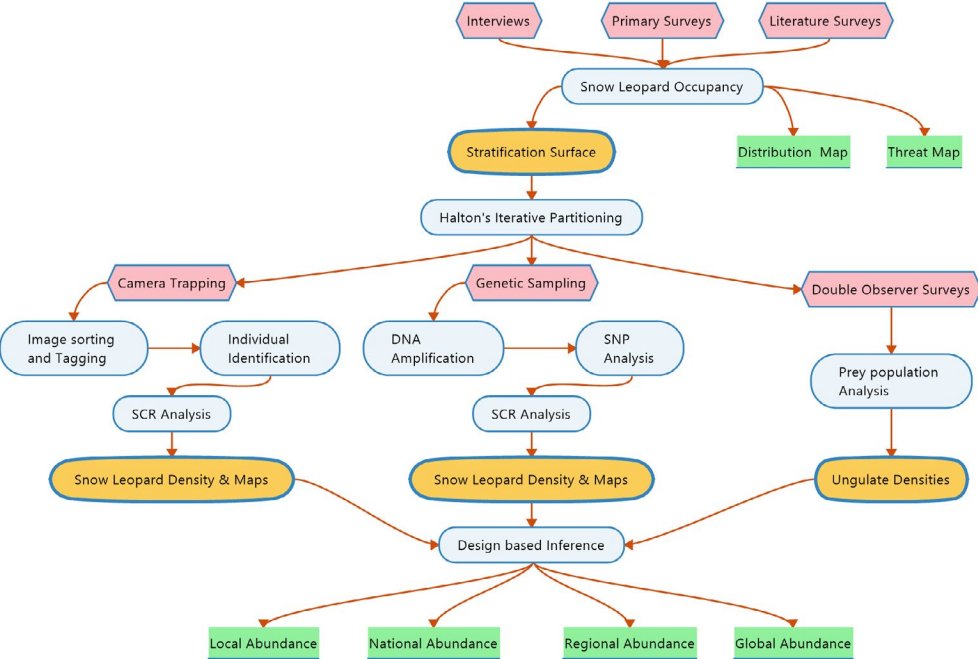 Interviews
Primary Surveys
Literature Surveys
Snow Leopard Occupancy
Stratification Surface
Distribution Map
Threat Map
Halton's Iterative Partitioning
Camera Trapping
Genetic Sampling
Double Observer Surveys
Image sorting
and Tagging
Individual
Identification
DNA
Amplification
SNP
Analysis
Prey population
Analysis
SCR Analysis
SCR Analysis
Snow Leopard Density & Maps
Snow Leopard Density & Maps
Ungulate Densities
Design based Inference
Local Abundance
National Abundance
Regional Abundance
Global Abundance